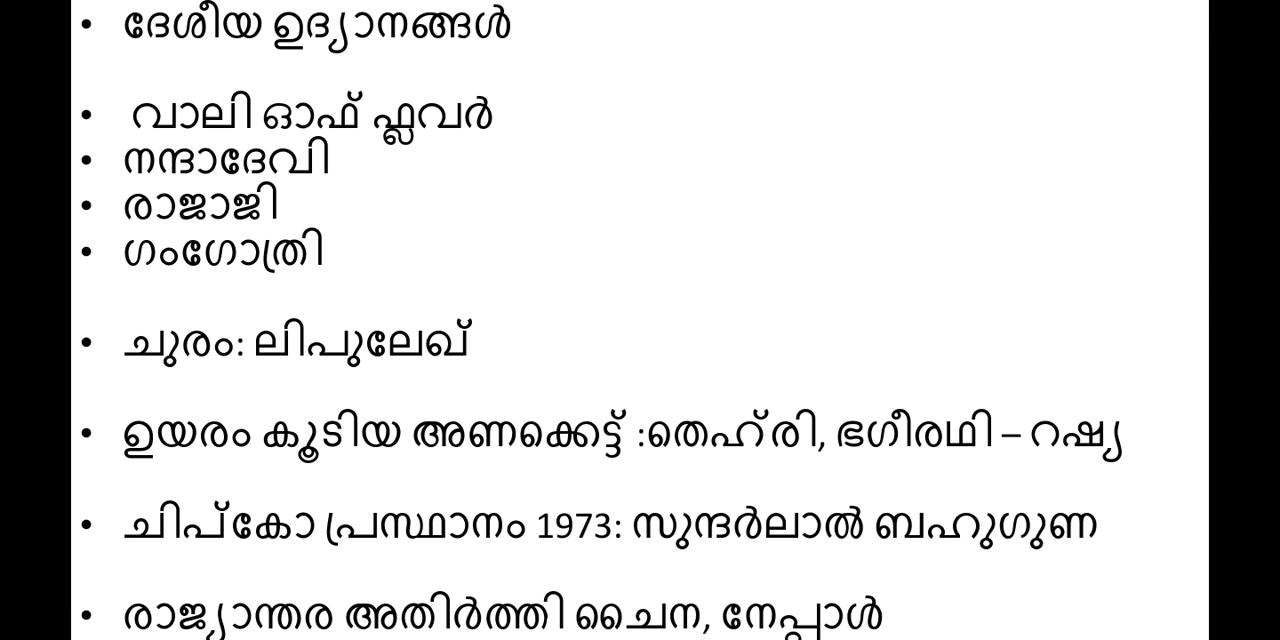 • ദേശീയ ഉദ്യാനങ്ങൾ
• വാലി ഓഫ് ഫ്ലവർ
• നന്ദാദേവി
• രാജാജി
• ഗംഗോത്രി
• ചുരം: ലിപുലേഖ്
• ഉയരം കൂടിയ അണക്കെട്ട് :തെഹ്‌രി, ഭഗീരഥി – റഷ്യ
• ചിപ്‌കോ പ്രസ്ഥാനം 1973: സുന്ദർലാൽ ബഹുഗുണ
• രാജ്യാന്തര അതിർത്തി ചൈന, നേപ്പാൾ